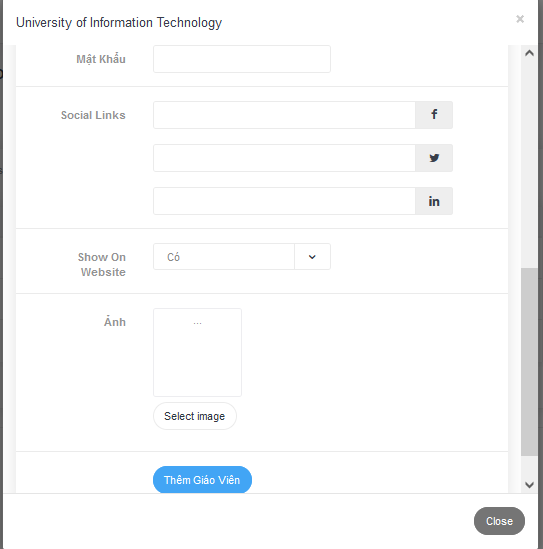 University of Information Technology
×
Mật Khẩu
Social Links
Show On
Website
Có
Ảnh
...
Select image
Thêm Giáo Viên
Close